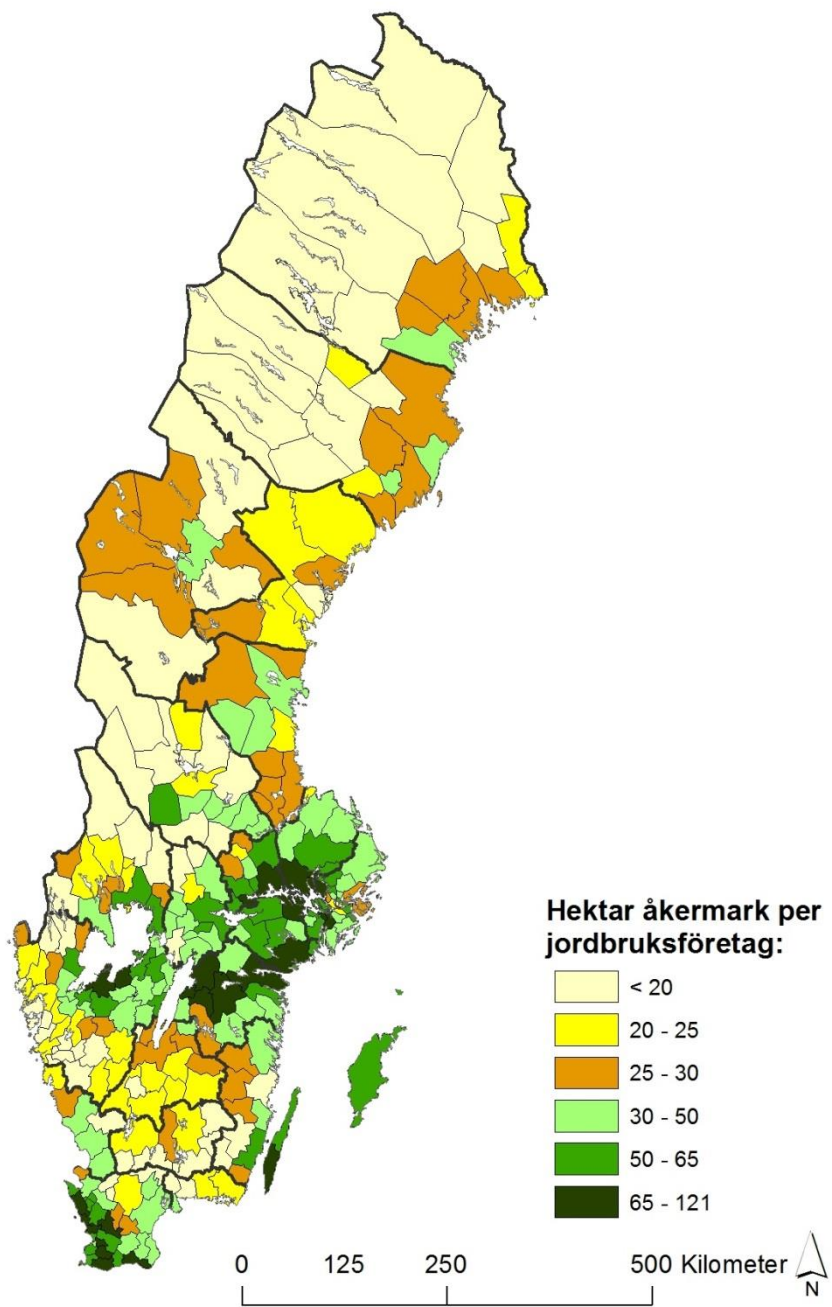 Hektar åkermark per
jordbruksföretag:
< 20
20 - 25
25 - 30
30 - 50
50 - 65
65 - 121
0 125 250 500 Kilometer
N